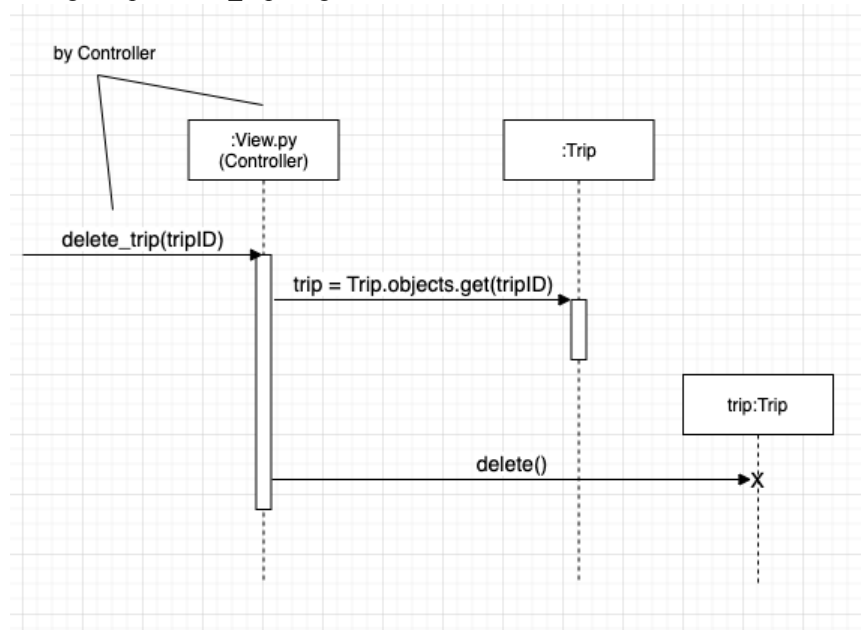 by Controller
:View.py
(Controller)
:Trip
delete_trip(tripID)
trip = Trip.objects.get(tripID)
trip:Trip
delete()
X